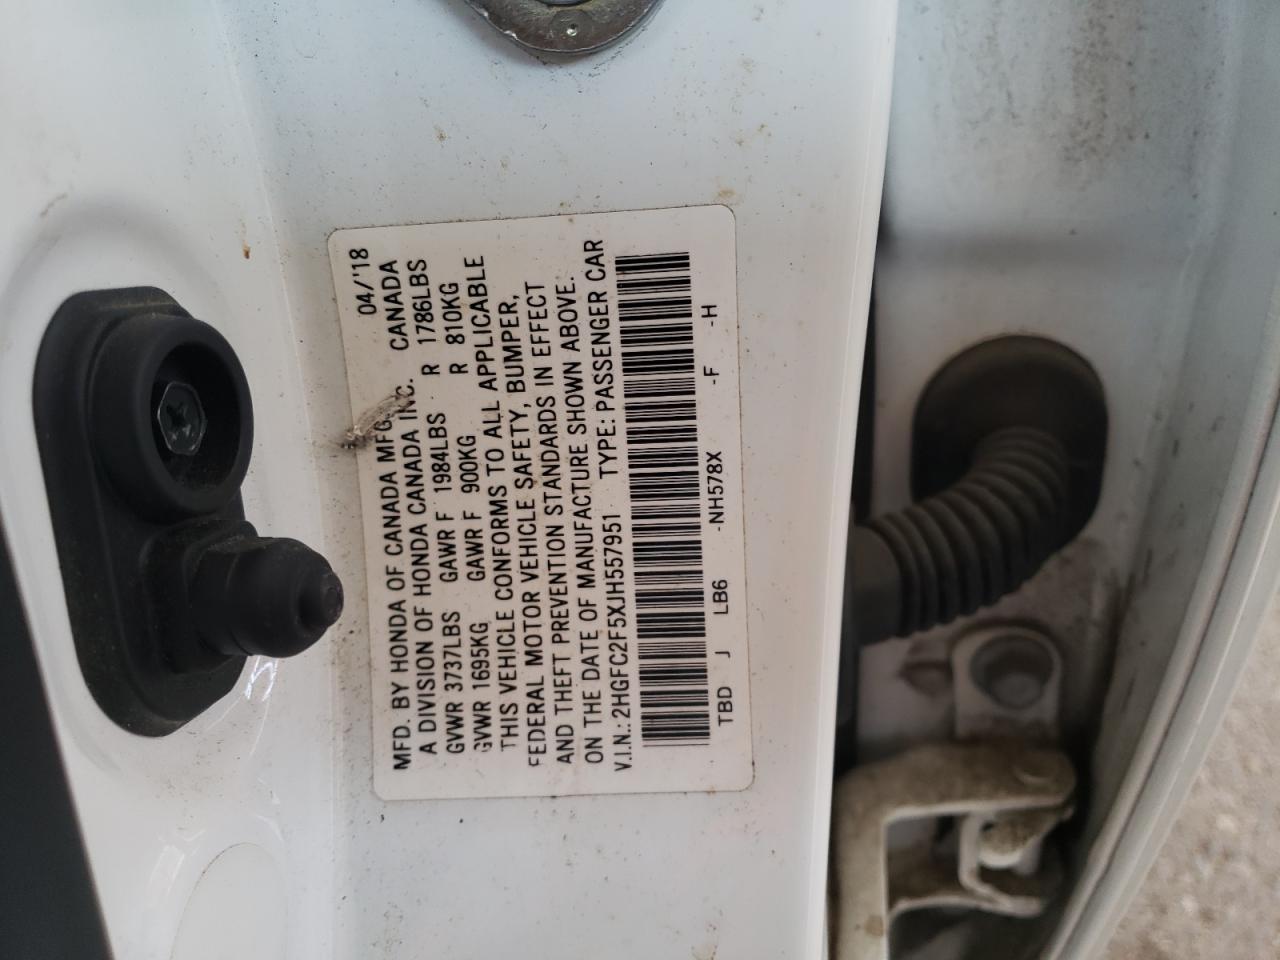 04/'18
MFD. BY HONDA OF CANADA MFG. CANADA
A DIVISION OF HONDA CANADA INC.
GVWR 3737LBS GAWR F 1984LBS R 1786LBS
GVWR 1695KG GAWR F 900KG R 810KG
THIS VEHICLE CONFORMS TO ALL APPLICABLE
FEDERAL MOTOR VEHICLE SAFETY, BUMPER,
AND THEFT PREVENTION STANDARDS IN EFFECT
ON THE DATE OF MANUFACTURE SHOWN ABOVE.
V.I.N.: 2HGFC2F5XJH557951 TYPE: PASSENGER CAR
TBD J LB6 -NH578X -F -H